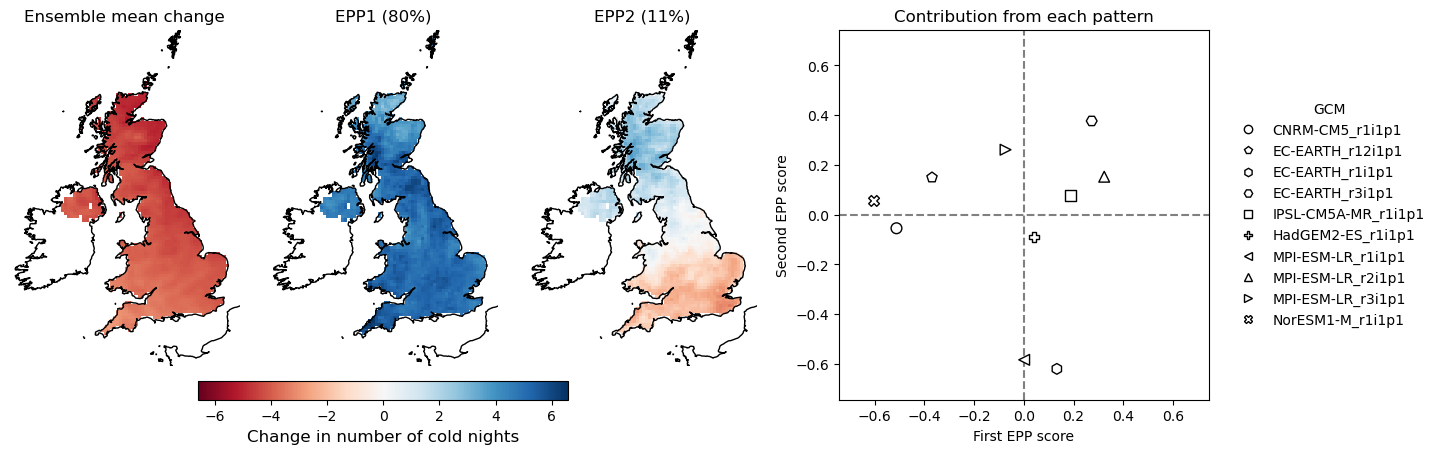 Ensemble mean change
EPP1 (80%)
EPP2 (11%)
Contribution from each pattern
−6 −4 −2 0 2 4 6
Change in number of cold nights
Second EPP score
0.6
0.4
0.2
0.0
−0.2
−0.4
−0.6
−0.6 −0.4 −0.2 0.0 0.2 0.4 0.6
First EPP score
GCM
CNRM-CM5_r1i1p1
EC-EARTH_r12i1p1
EC-EARTH_r1i1p1
EC-EARTH_r3i1p1
IPSL-CM5A-MR_r1i1p1
HadGEM2-ES_r1i1p1
MPI-ESM-LR_r1i1p1
MPI-ESM-LR_r2i1p1
MPI-ESM-LR_r3i1p1
NorESM1-M_r1i1p1